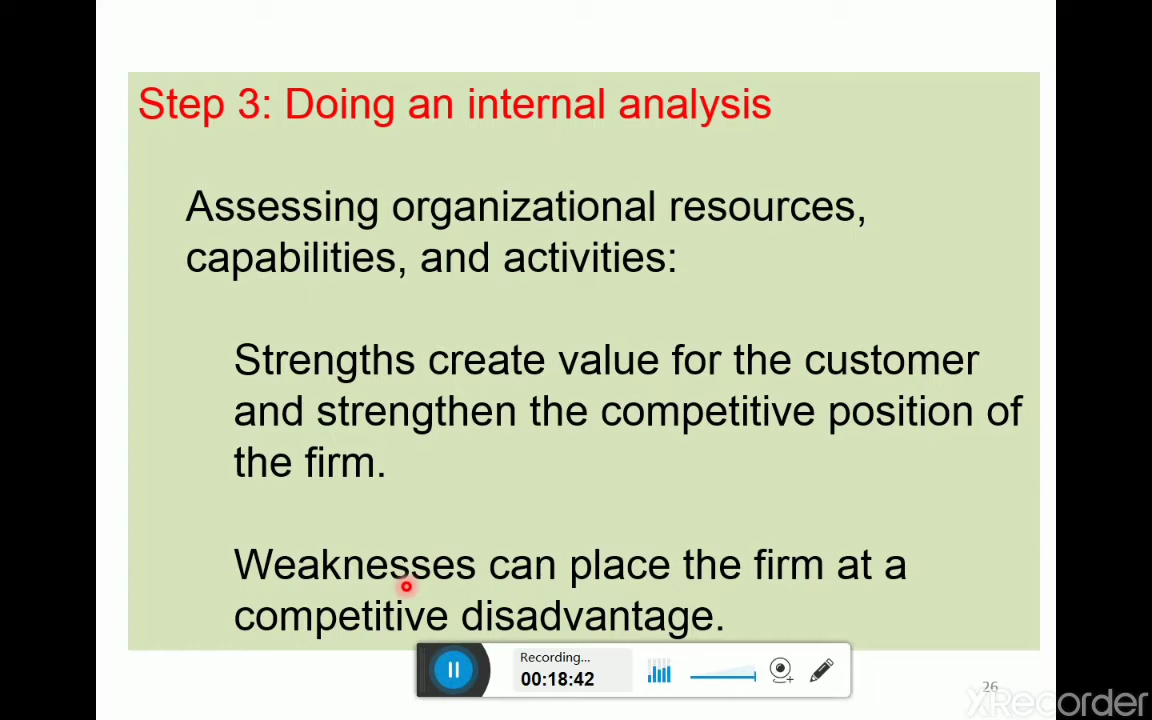 Step 3: Doing an internal analysis
Assessing organizational resources,
capabilities, and activities:
Strengths create value for the customer
and strengthen the competitive position of
the firm.
Weaknesses can place the firm at a
competitive disadvantage.
Recording...
00:18:42
26
XRecorder